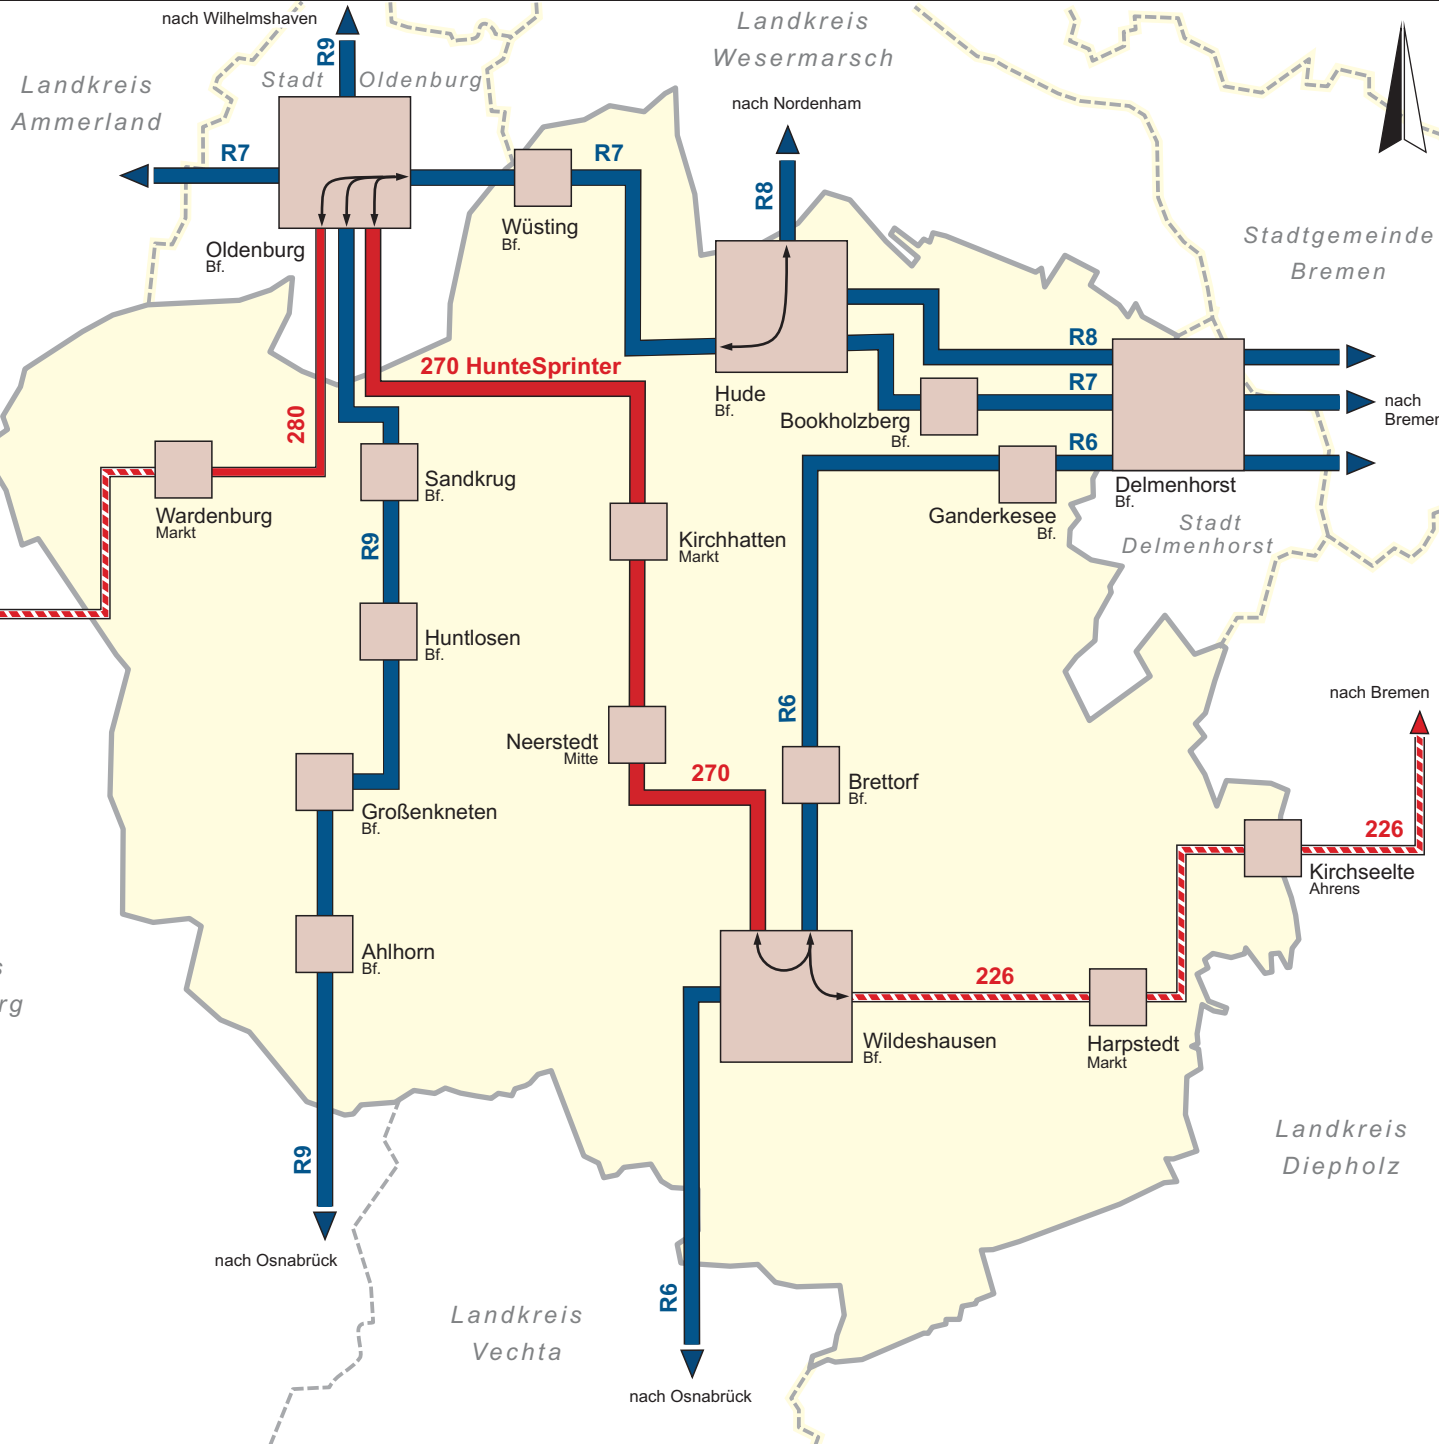 nach Wilhelmshaven
R9
Landkreis
Wesermarsch
Stadt Oldenburg
Landkreis
Ammerland
nach Nordenham
R7
R7
R8
Wüsting
Bf.
Oldenburg
Bf.
Stadtgemeinde
Bremen
R8
270 HunteSprinter
R7
Hude
Bf.
nach
Bremen
Bookholzberg
Bf.
280
R6
Sandkrug
Bf.
Delmenhorst
Bf.
Wardenburg
Markt
Ganderkesee
Bf.
Stadt
Delmenhorst
R9
Kirchhatten
Markt
Huntlosen
Bf.
R6
nach Bremen
Neerstedt
Mitte
270
Brettorf
Bf.
Großenkneten
Bf.
226
Kirchseelte
Ahrens
Ahlhorn
Bf.
226
rg
Wildeshausen
Bf.
Harpstedt
Markt
Landkreis
Diepholz
R9
nach Osnabrück
R6
Landkreis
Vechta
nach Osnabrück